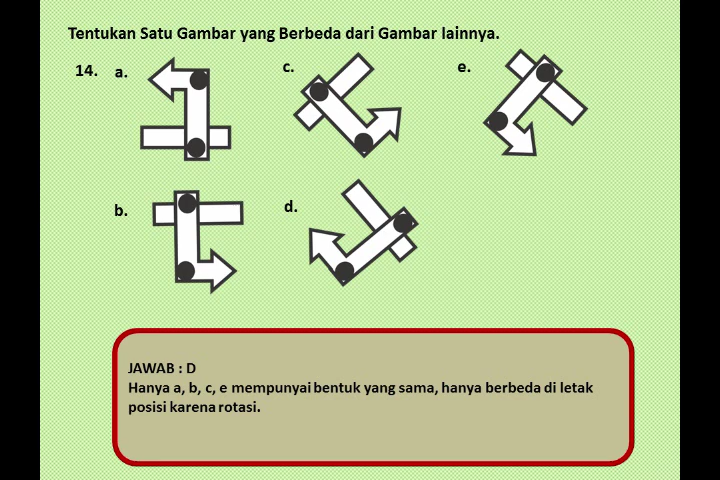 Tentukan Satu Gambar yang Berbeda dari Gambar lainnya.
14. a. c. e.
b. d.
JAWAB : D
Hanya a, b, c, e mempunyai bentuk yang sama, hanya berbeda di letak
posisi karena rotasi.